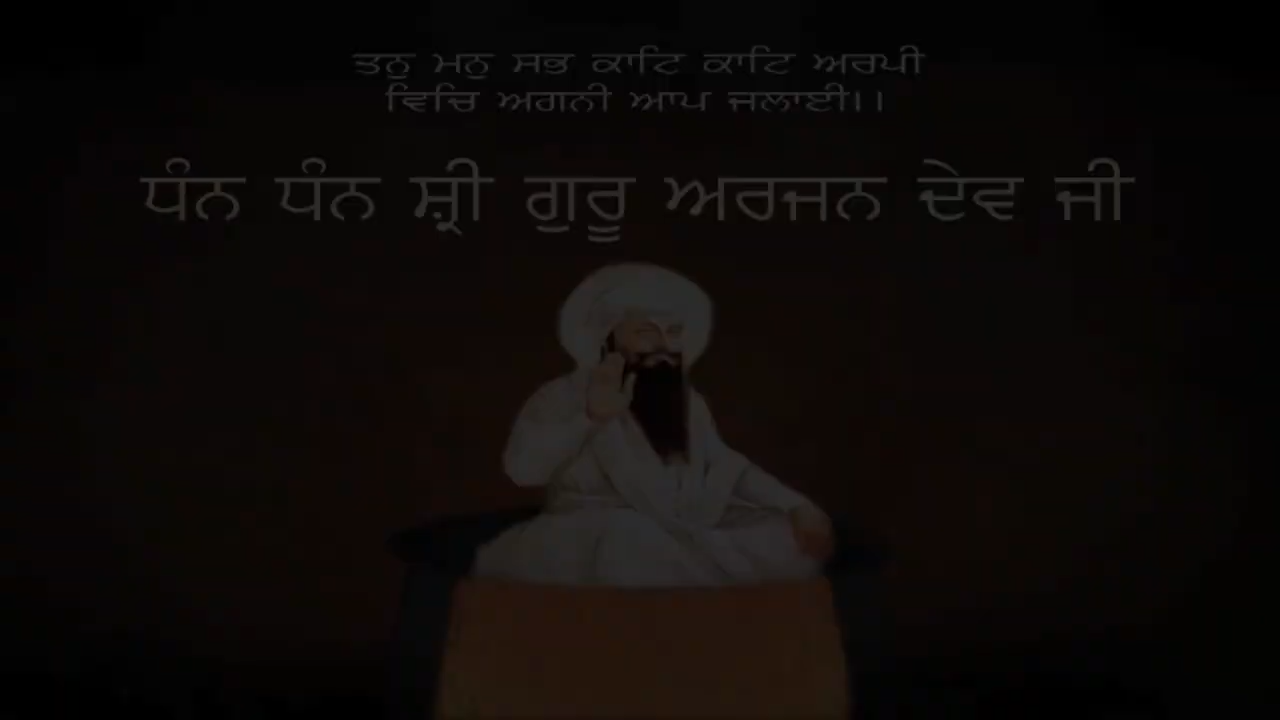 ਤਨੁ ਮਨੁ ਸਭ ਕਾਟਿ ਕਾਟਿ ਅਰਪੀ
ਵਿਚਿ ਅਗਨੀ ਆਪ ਜਲਾਈ।।
ਧੰਨ ਧੰਨ ਸ਼੍ਰੀ ਗੁਰੂ ਅਰਜਨ ਦੇਵ ਜੀ